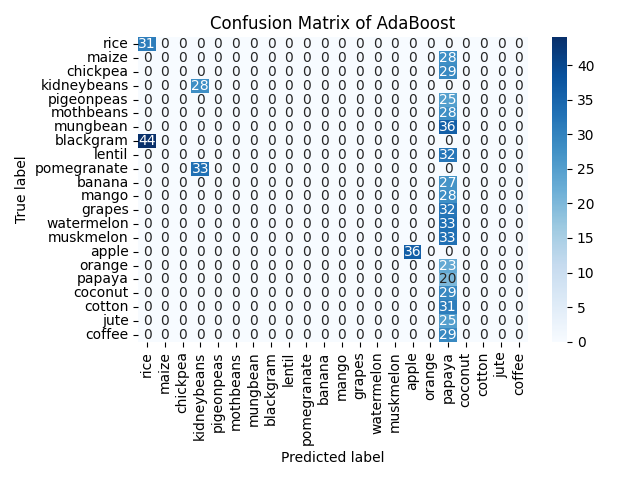 Confusion Matrix of AdaBoost
True label
rice 31 0 0 0 0 0 0 0 0 0 0 0 0 0 0 0 0 0 0 0 0 0
maize 0 0 0 0 0 0 0 0 0 0 0 0 0 0 0 0 0 28 0 0 0 0
chickpea 0 0 0 0 0 0 0 0 0 0 0 0 0 0 0 0 0 29 0 0 0 0
kidneybeans 0 0 0 28 0 0 0 0 0 0 0 0 0 0 0 0 0 0 0 0 0 0
pigeonpeas 0 0 0 0 0 0 0 0 0 0 0 0 0 0 0 0 0 25 0 0 0 0
mothbeans 0 0 0 0 0 0 0 0 0 0 0 0 0 0 0 0 0 28 0 0 0 0
mungbean 0 0 0 0 0 0 0 0 0 0 0 0 0 0 0 0 0 36 0 0 0 0
blackgram 44 0 0 0 0 0 0 0 0 0 0 0 0 0 0 0 0 0 0 0 0 0
lentil 0 0 0 0 0 0 0 0 0 0 0 0 0 0 0 0 0 32 0 0 0 0
pomegranate 0 0 0 33 0 0 0 0 0 0 0 0 0 0 0 0 0 0 0 0 0 0
banana 0 0 0 0 0 0 0 0 0 0 0 0 0 0 0 0 0 27 0 0 0 0
mango 0 0 0 0 0 0 0 0 0 0 0 0 0 0 0 0 0 28 0 0 0 0
grapes 0 0 0 0 0 0 0 0 0 0 0 0 0 0 0 0 0 32 0 0 0 0
watermelon 0 0 0 0 0 0 0 0 0 0 0 0 0 0 0 0 0 33 0 0 0 0
muskmelon 0 0 0 0 0 0 0 0 0 0 0 0 0 0 0 0 0 33 0 0 0 0
apple 0 0 0 0 0 0 0 0 0 0 0 0 0 0 0 36 0 0 0 0 0 0
orange 0 0 0 0 0 0 0 0 0 0 0 0 0 0 0 0 0 23 0 0 0 0
papaya 0 0 0 0 0 0 0 0 0 0 0 0 0 0 0 0 0 20 0 0 0 0
coconut 0 0 0 0 0 0 0 0 0 0 0 0 0 0 0 0 0 29 0 0 0 0
cotton 0 0 0 0 0 0 0 0 0 0 0 0 0 0 0 0 0 31 0 0 0 0
jute 0 0 0 0 0 0 0 0 0 0 0 0 0 0 0 0 0 25 0 0 0 0
coffee 0 0 0 0 0 0 0 0 0 0 0 0 0 0 0 0 0 29 0 0 0 0
rice
maize
chickpea
kidneybeans
pigeonpeas
mothbeans
mungbean
blackgram
lentil
pomegranate
banana
mango
grapes
watermelon
muskmelon
apple
orange
papaya
coconut
cotton
jute
coffee
Predicted label
40
35
30
25
20
15
10
5
0